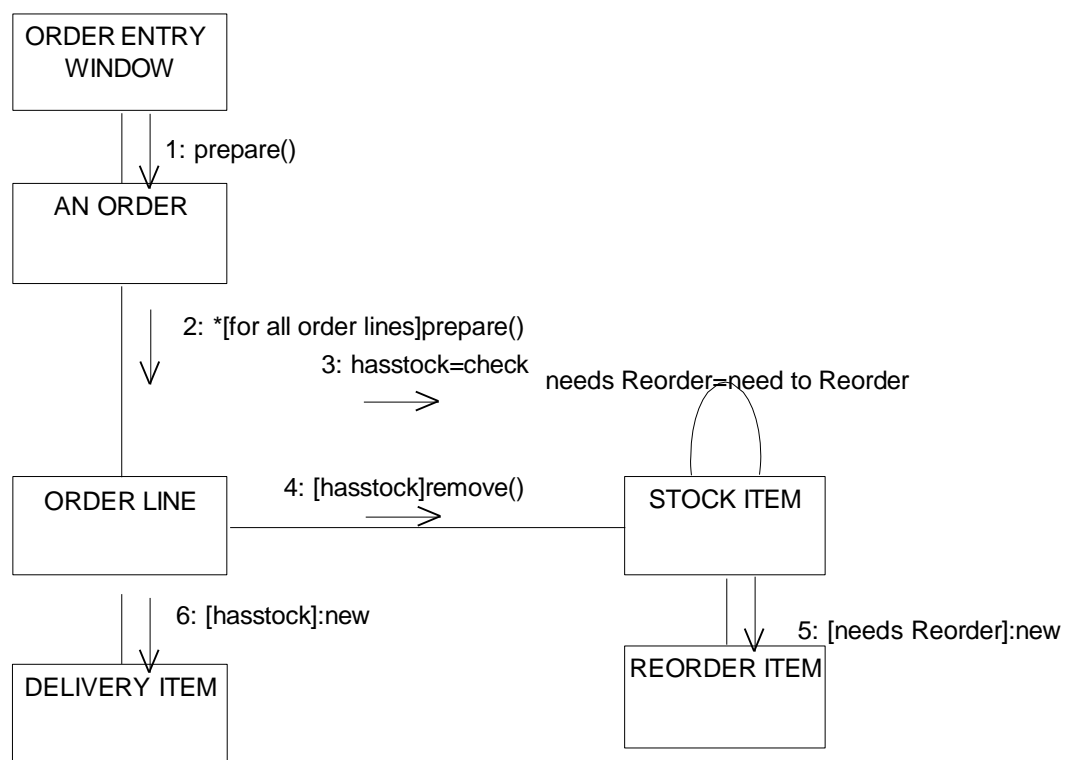 ORDER ENTRY
WINDOW
1: prepare()
AN ORDER
2: *[for all order lines]prepare()
3: hasstock=check
needs Reorder=need to Reorder
ORDER LINE
4: [hasstock]remove()
STOCK ITEM
6: [hasstock]:new
5: [needs Reorder]:new
DELIVERY ITEM
REORDER ITEM